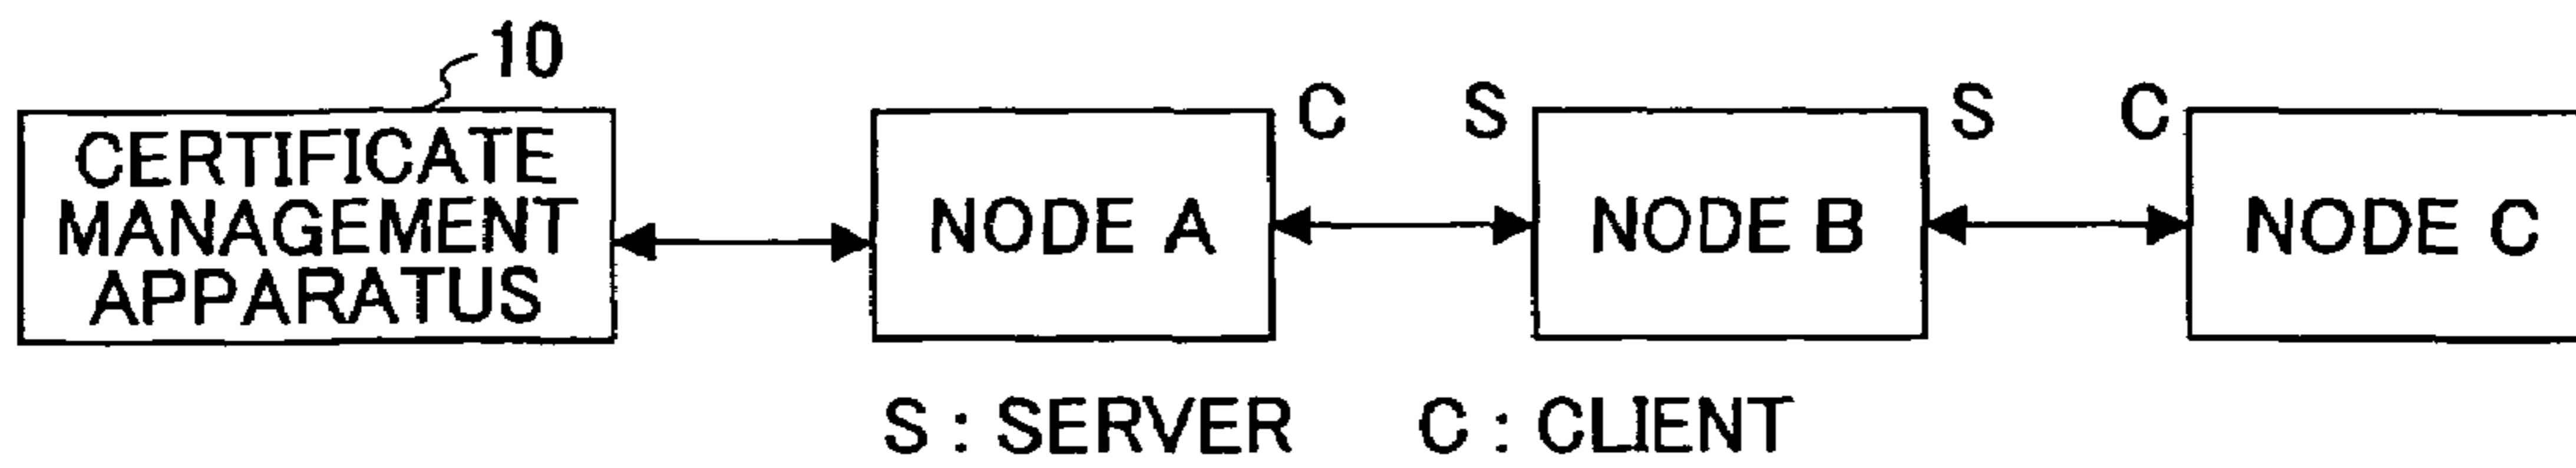 10
CERTIFICATE
MANAGEMENT
APPARATUS
NODE A
C
S
NODE B
S
C
NODE C
S : SERVER C : CLIENT